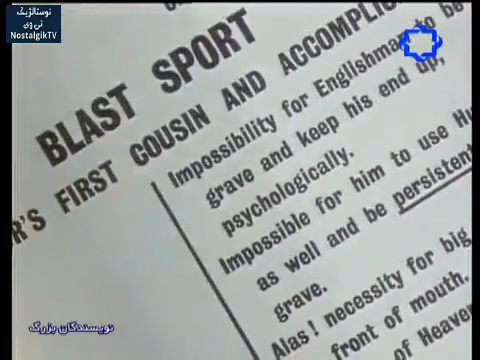 نوستالژیک
تی وی
NostalgikTV
BLAST SPORT
R'S FIRST COUSIN AND ACCOMPLIC
Impossibility for Englishman to be
grave and keep his end up,
psychologically.
Impossible for him to use Hu
as well and be persistent
grave.
Alas! necessity for big
front of mouth.
of Heaven
نویسندگان بزرگ